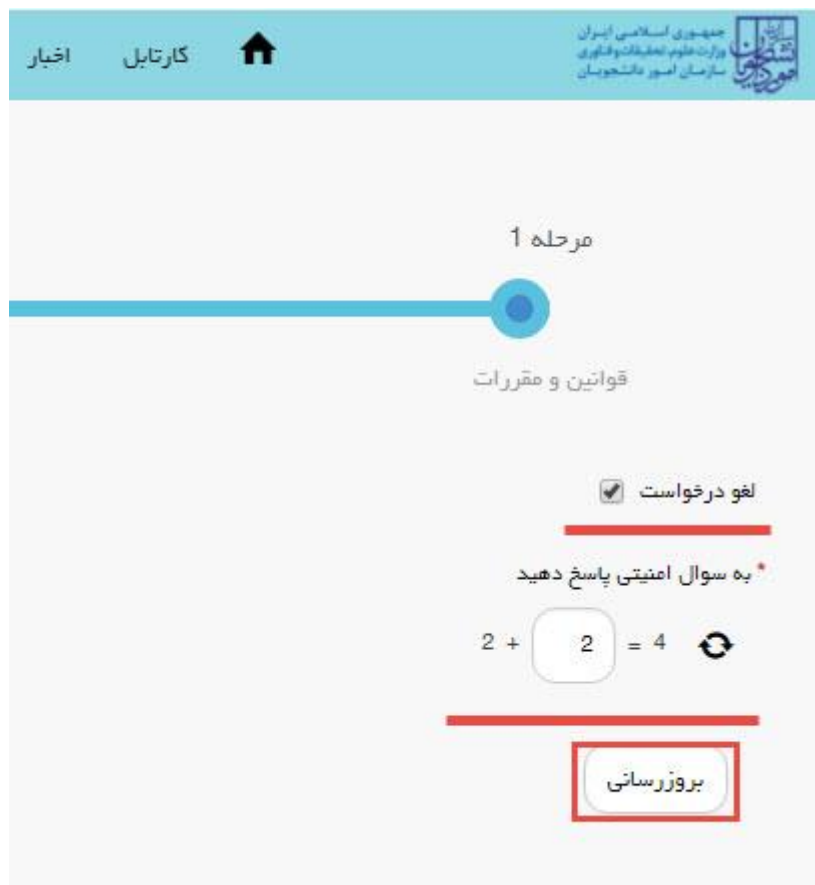 جمهوری اسلامی ایران
وزارت علوم، تحقیقات و فناوری
سازمان امور دانشجویان
کارتابل
اخبار
مرحله 1
قوانین و مقررات
لغو درخواست
* به سوال امنیتی پاسخ دهید
2 + 2 = 4
بروزرسانی